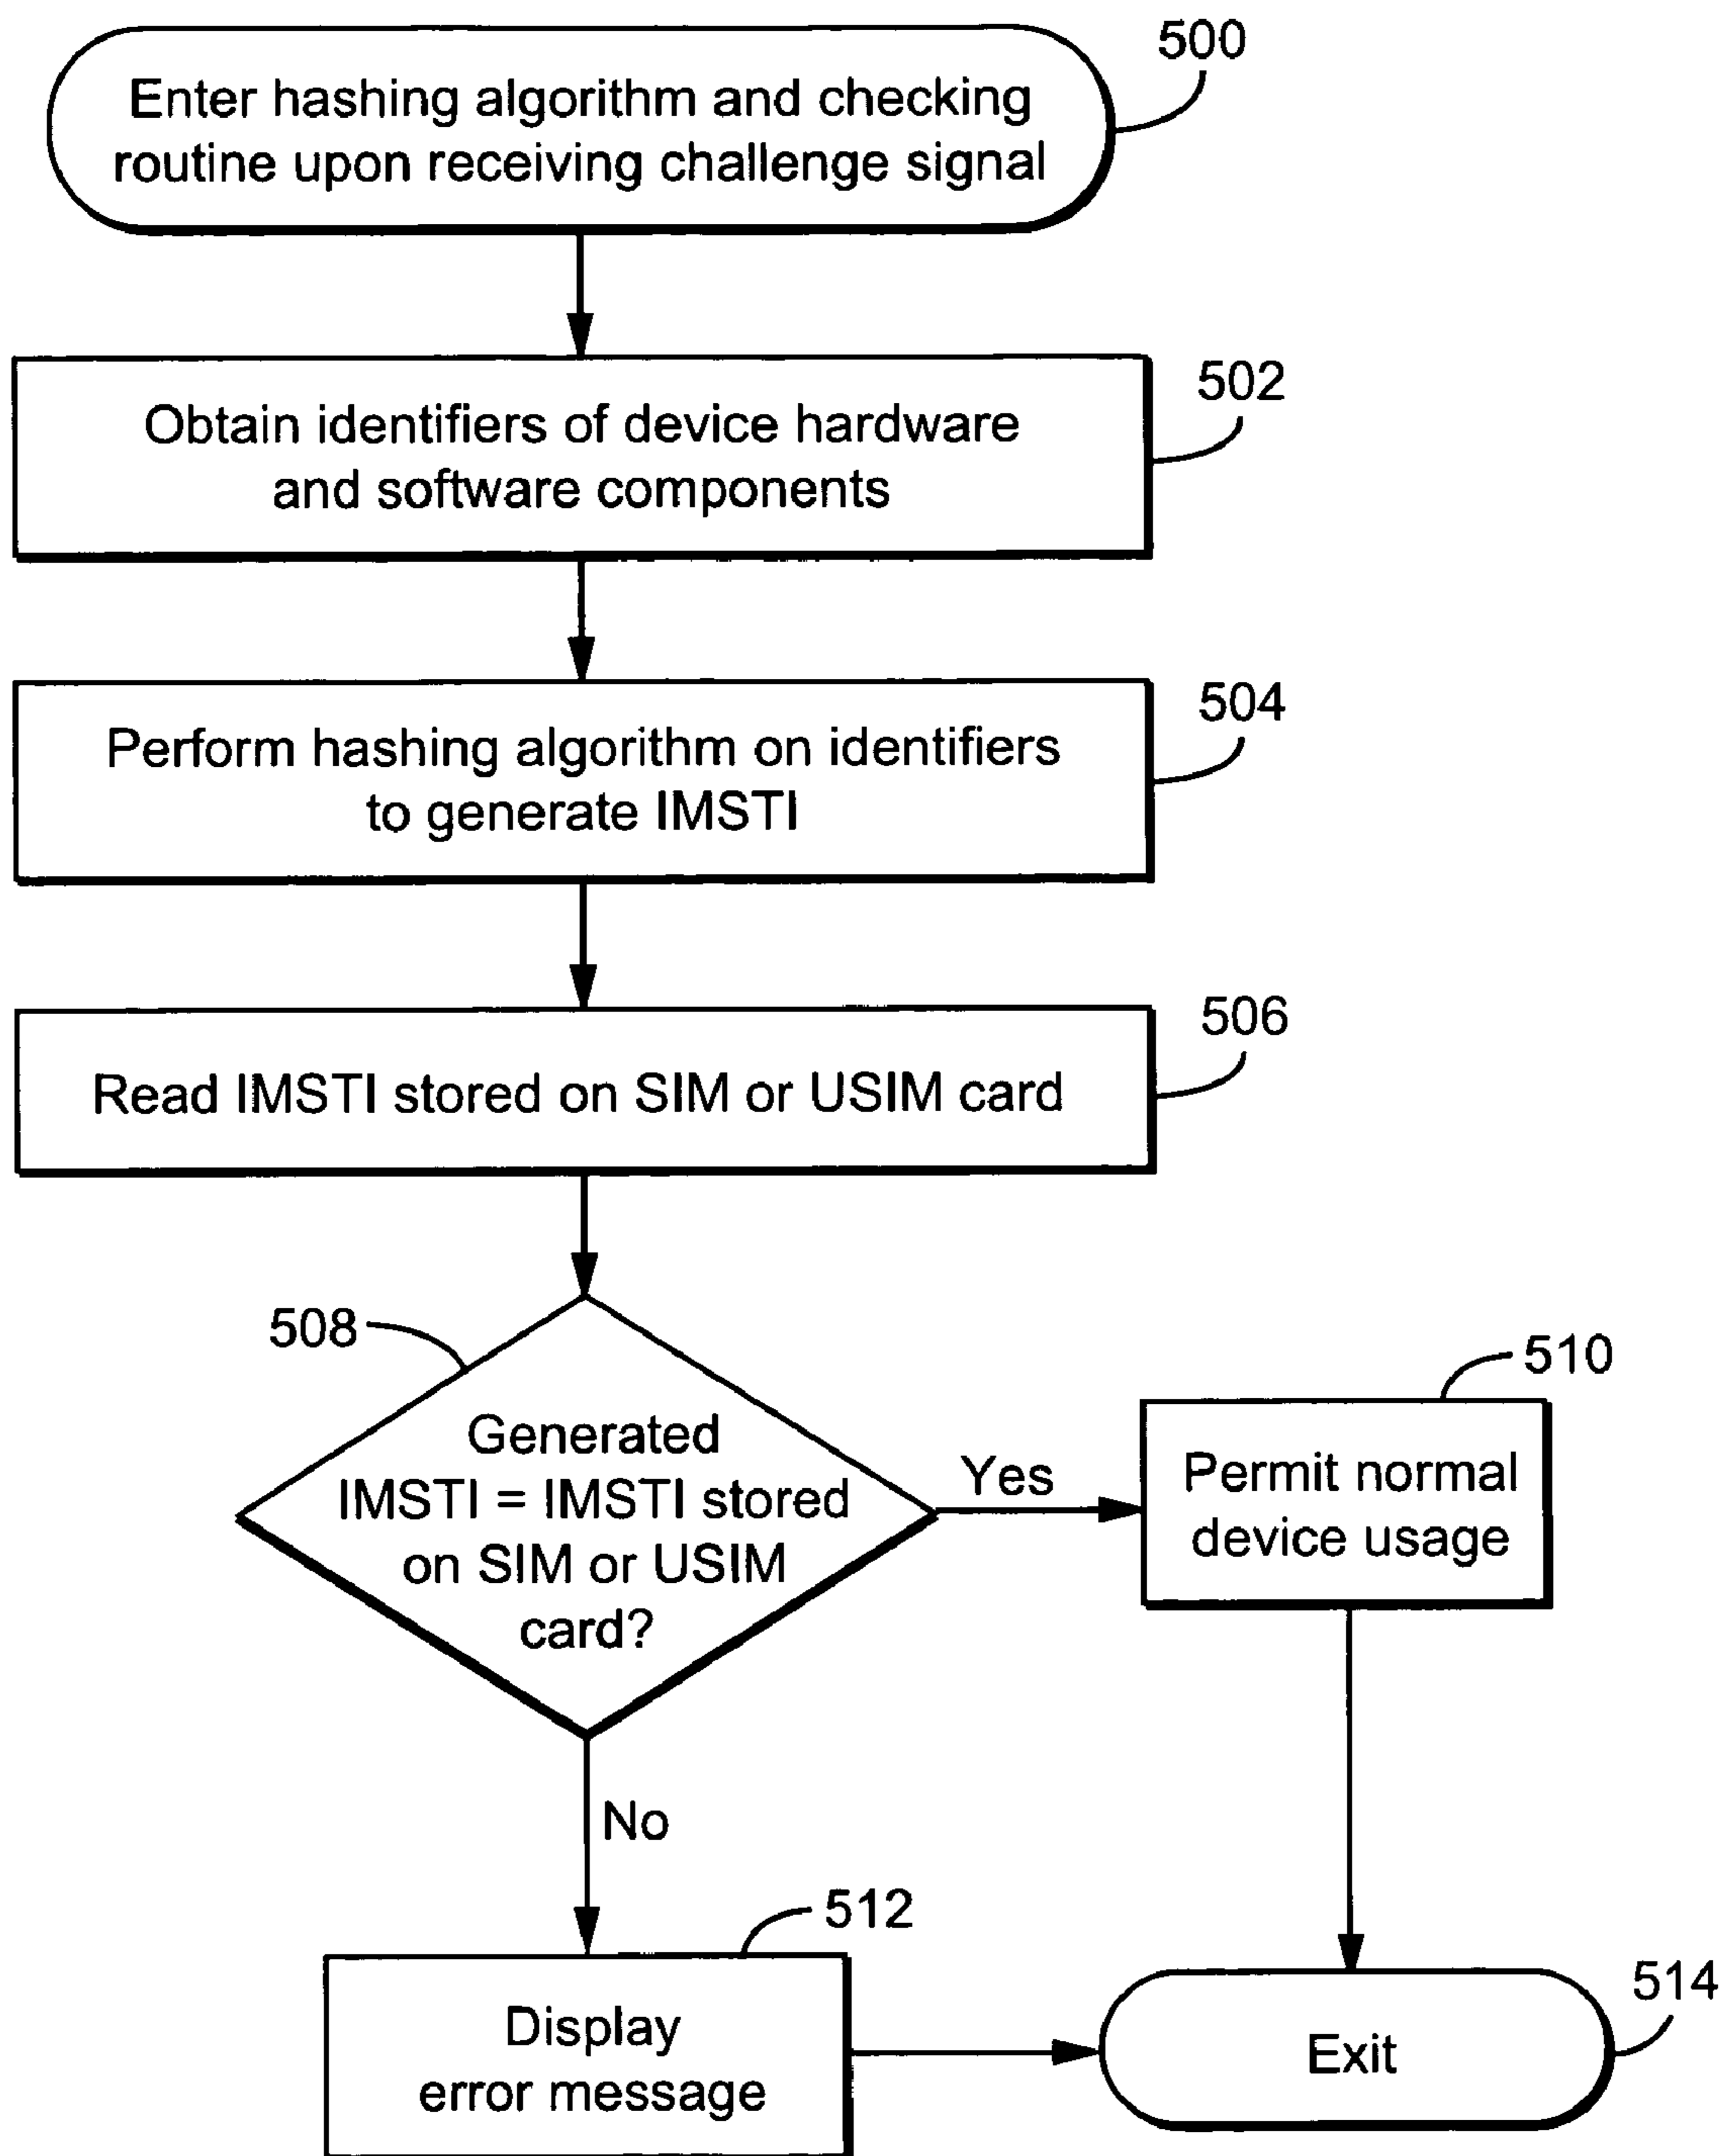 500
Enter hashing algorithm and checking
routine upon receiving challenge signal
502
Obtain identifiers of device hardware
and software components
504
Perform hashing algorithm on identifiers
to generate IMSTI
506
Read IMSTI stored on SIM or USIM card
508
Generated
IMSTI = IMSTI stored
on SIM or USIM
card?
Yes
510
Permit normal
device usage
No
512
Display
error message
514
Exit